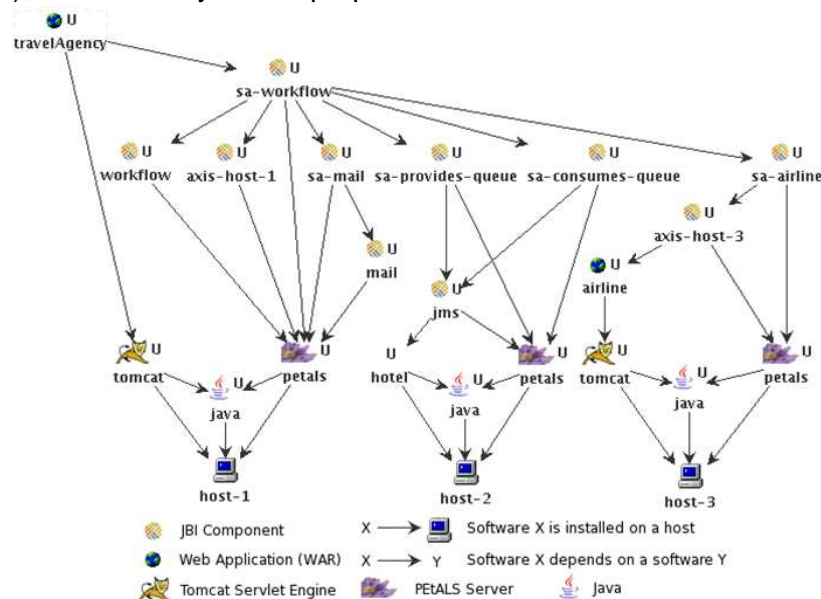 U
travelAgency
U
sa-workflow
U U U U U U
workflow axis-host-1 sa-mail sa-provides-queue sa-consumes-queue sa-airline
U
axis-host-3
U
mail
U
airline
U
jms
U U U U U U
tomcat petals hotel petals tomcat petals
U U U
java java java
host-1 host-2 host-3
JBI Component X Software X is installed on a host
Web Application (WAR) X Y Software X depends on a software Y
Tomcat Servlet Engine PEtALS Server Java